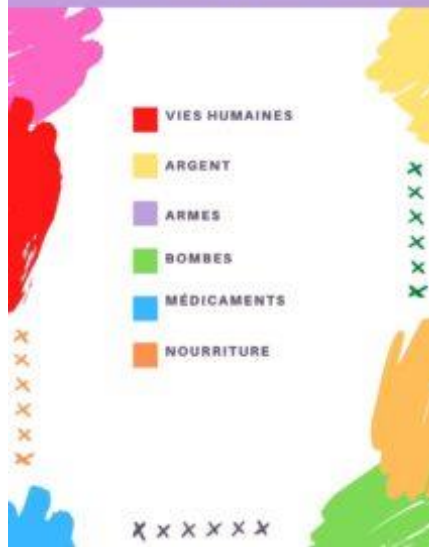 VIES HUMAINES
ARGENT
ARMES
BOMBES
MÉDICAMENTS
NOURRITURE